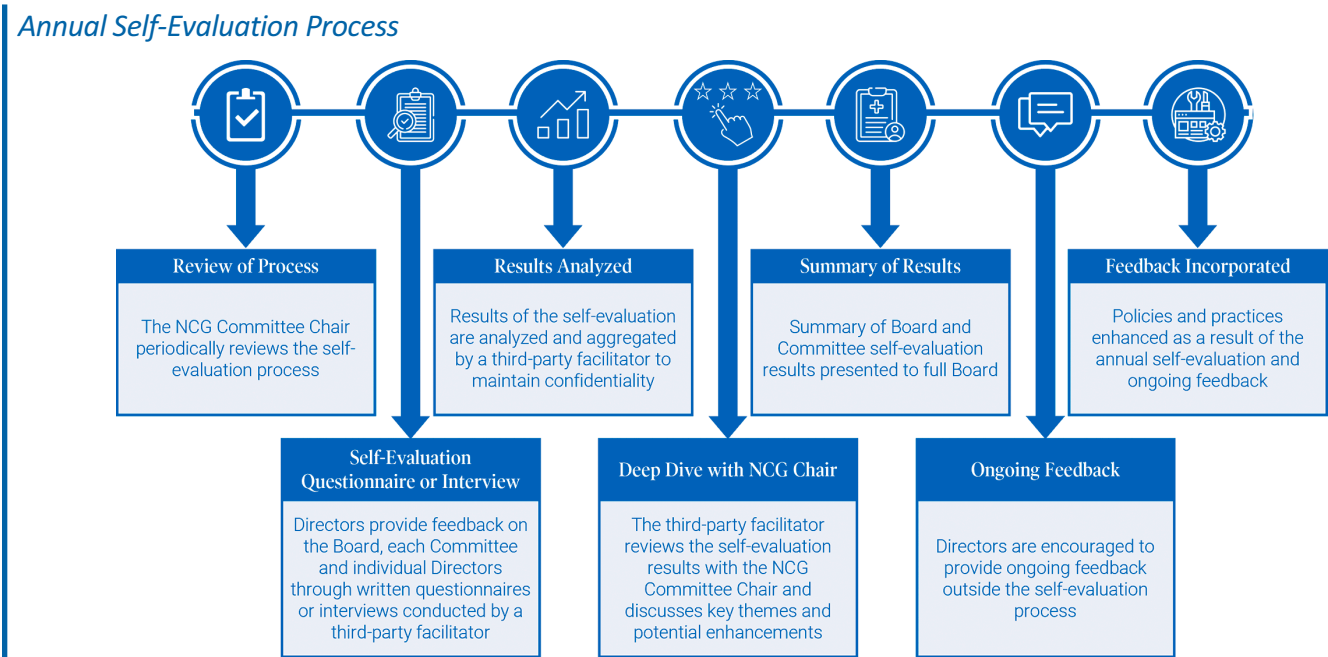 Annual Self-Evaluation Process
Review of Process
The NCG Committee Chair
periodically reviews the self-
evaluation process
Self-Evaluation
Questionnaire or Interview
Directors provide feedback on
the Board, each Committee
and individual Directors
through written questionnaires
or interviews conducted by a
third-party facilitator
Results Analyzed
Results of the self-evaluation
are analyzed and aggregated
by a third-party facilitator to
maintain confidentiality
Deep Dive with NCG Chair
The third-party facilitator
reviews the self-evaluation
results with the NCG
Committee Chair and
discusses key themes and
potential enhancements
Summary of Results
Summary of Board and
Committee self-evaluation
results presented to full Board
Ongoing Feedback
Directors are encouraged to
provide ongoing feedback
outside the self-evaluation
process
Feedback Incorporated
Policies and practices
enhanced as a result of the
annual self-evaluation and
ongoing feedback